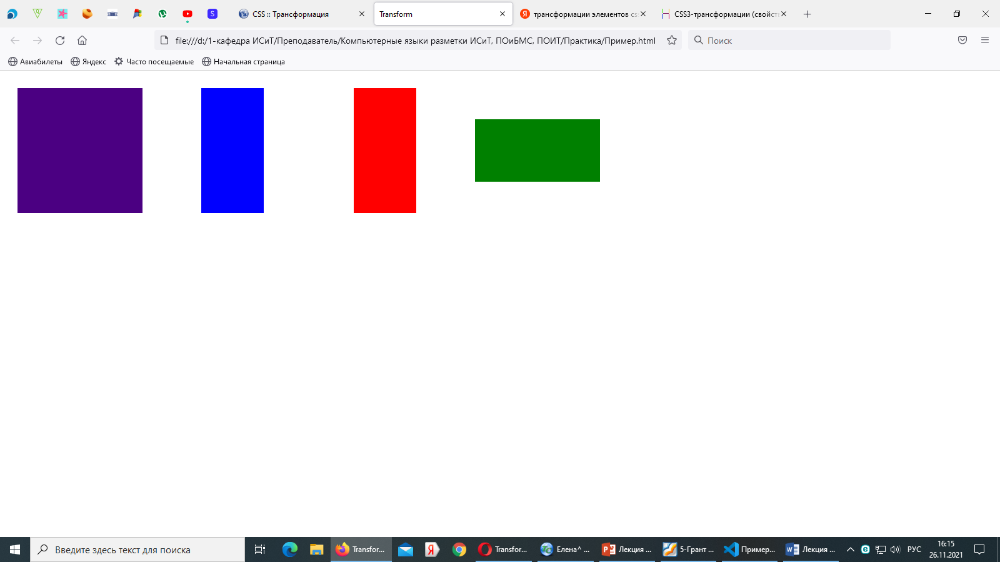 CSS :: Трансформация
Transform
трансформации элементов cs
CSS3-трансформации (свойст
file:///d:/1-кафедра ИСиТ/Преподаватель/Компьютерные языки разметки ИСиТ, ПОиБМС, ПОИТ/Практика/Пример.html
Поиск
Авиабилеты
Яндекс
Часто посещаемые
Начальная страница
Введите здесь текст для поиска
Transfor...
Transfor...
Елена^ ...
Лекция ...
5-Грант ...
Пример...
Лекция ...
РУС
16:15
26.11.2021